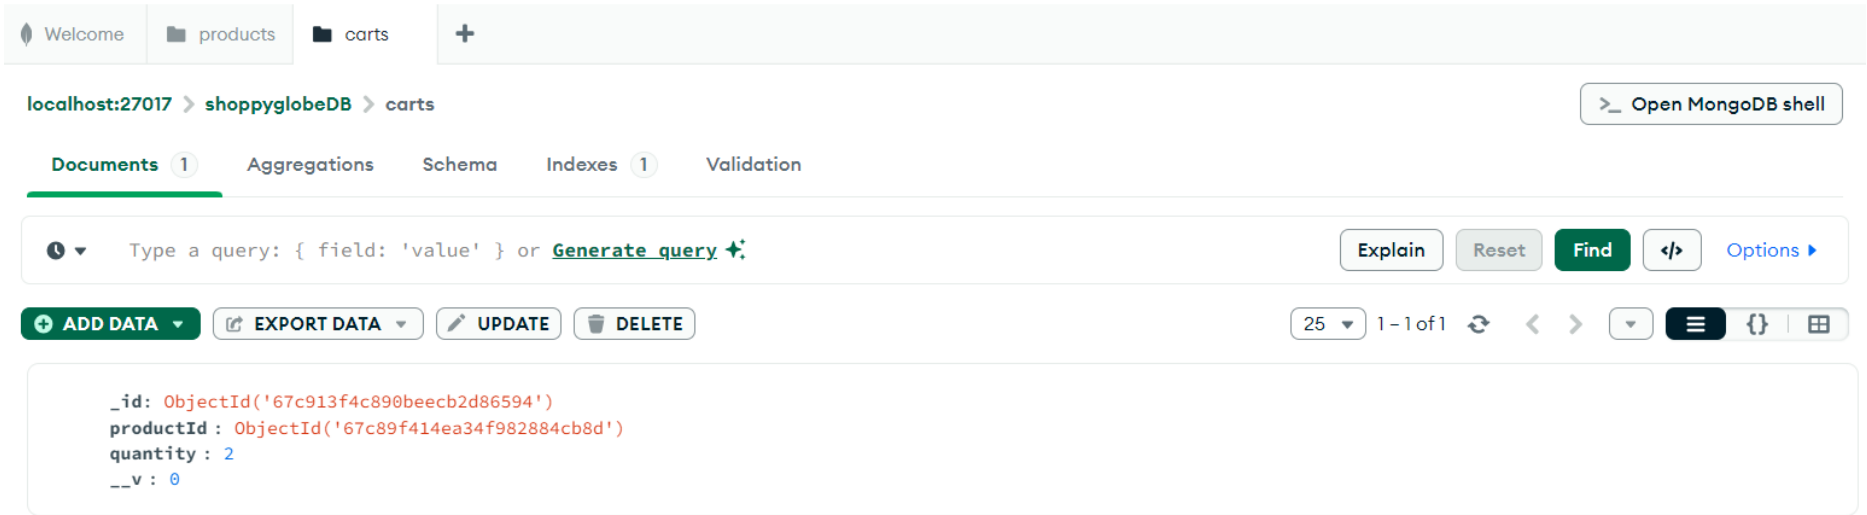 Welcome products carts
localhost:27017 > shoppyglobeDB > carts
>_ Open MongoDB shell
Documents 1 Aggregations Schema Indexes 1 Validation
Type a query: { field: 'value' } or Generate query
Explain Reset Find </> Options
ADD DATA EXPORT DATA UPDATE DELETE
25 1 – 1 of 1 {}
_id: ObjectId('67c913f4c890beecb2d86594')
productId : ObjectId('67c89f414ea34f982884cb8d')
quantity : 2
__v : 0